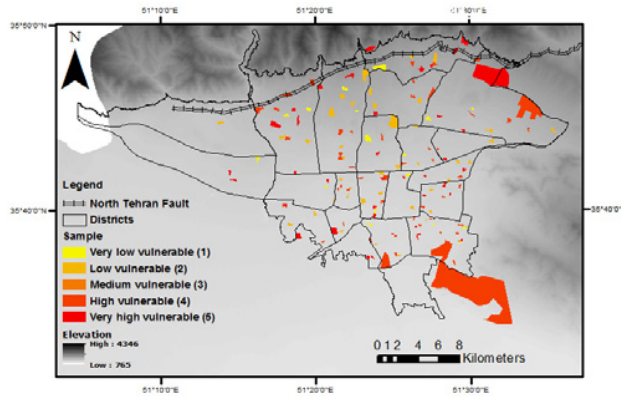 51°10'0"E 51°20'0"E
35°50'0"N
N
Legend
North Tehran Fault
Districts
Sample
Very low vulnerable (1)
Low vulnerable (2)
Medium vulnerable (3)
High vulnerable (4)
Very high vulnerable (5)
Elevation
High : 4346
Low : 765
35°40'0"N
35°40'0"N
0 1 2 4 6 8
Kilometers
51°10'0"E 51°20'0"E 51°30'0"E